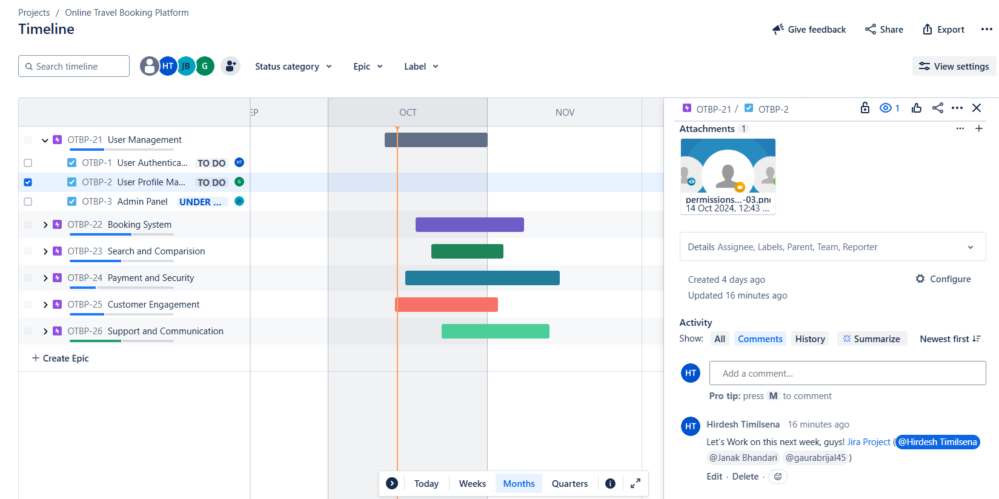 Projects / Online Travel Booking Platform
Timeline
Give feedback
Share
Export
Search timeline
HT
JB
G
Status category
Epic
Label
View settings
EP
OCT
NOV
OTBP-21 User Management
OTBP-1 User Authentica... TO DO HT
OTBP-2 User Profile Ma... TO DO G
OTBP-3 Admin Panel UNDER ... JB
OTBP-22 Booking System
OTBP-23 Search and Comparision
OTBP-24 Payment and Security
OTBP-25 Customer Engagement
OTBP-26 Support and Communication
+ Create Epic
Today
Weeks
Months
Quarters
OTBP-21 / OTBP-2
1
Attachments 1
permissions...-03.png
14 Oct 2024, 12:43 ...
Details Assignee, Labels, Parent, Team, Reporter
Created 4 days ago
Configure
Updated 16 minutes ago
Activity
Show: All Comments History Summarize Newest first
HT
Add a comment...
Pro tip: press M to comment
HT
Hirdesh Timilsena 16 minutes ago
Let's Work on this next week, guys! Jira Project (@Hirdesh Timilsena
@Janak Bhandari @gaurabrijal45 )
Edit · Delete ·